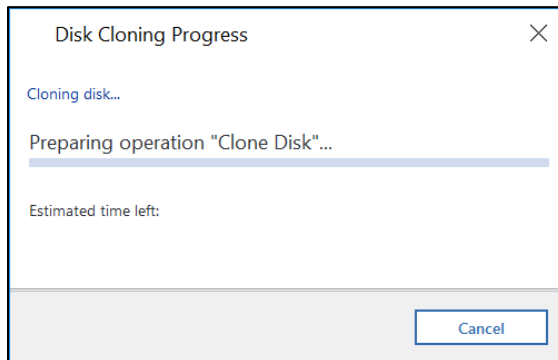 Disk Cloning Progress
Cloning disk...
Preparing operation "Clone Disk"...
Estimated time left:
Cancel